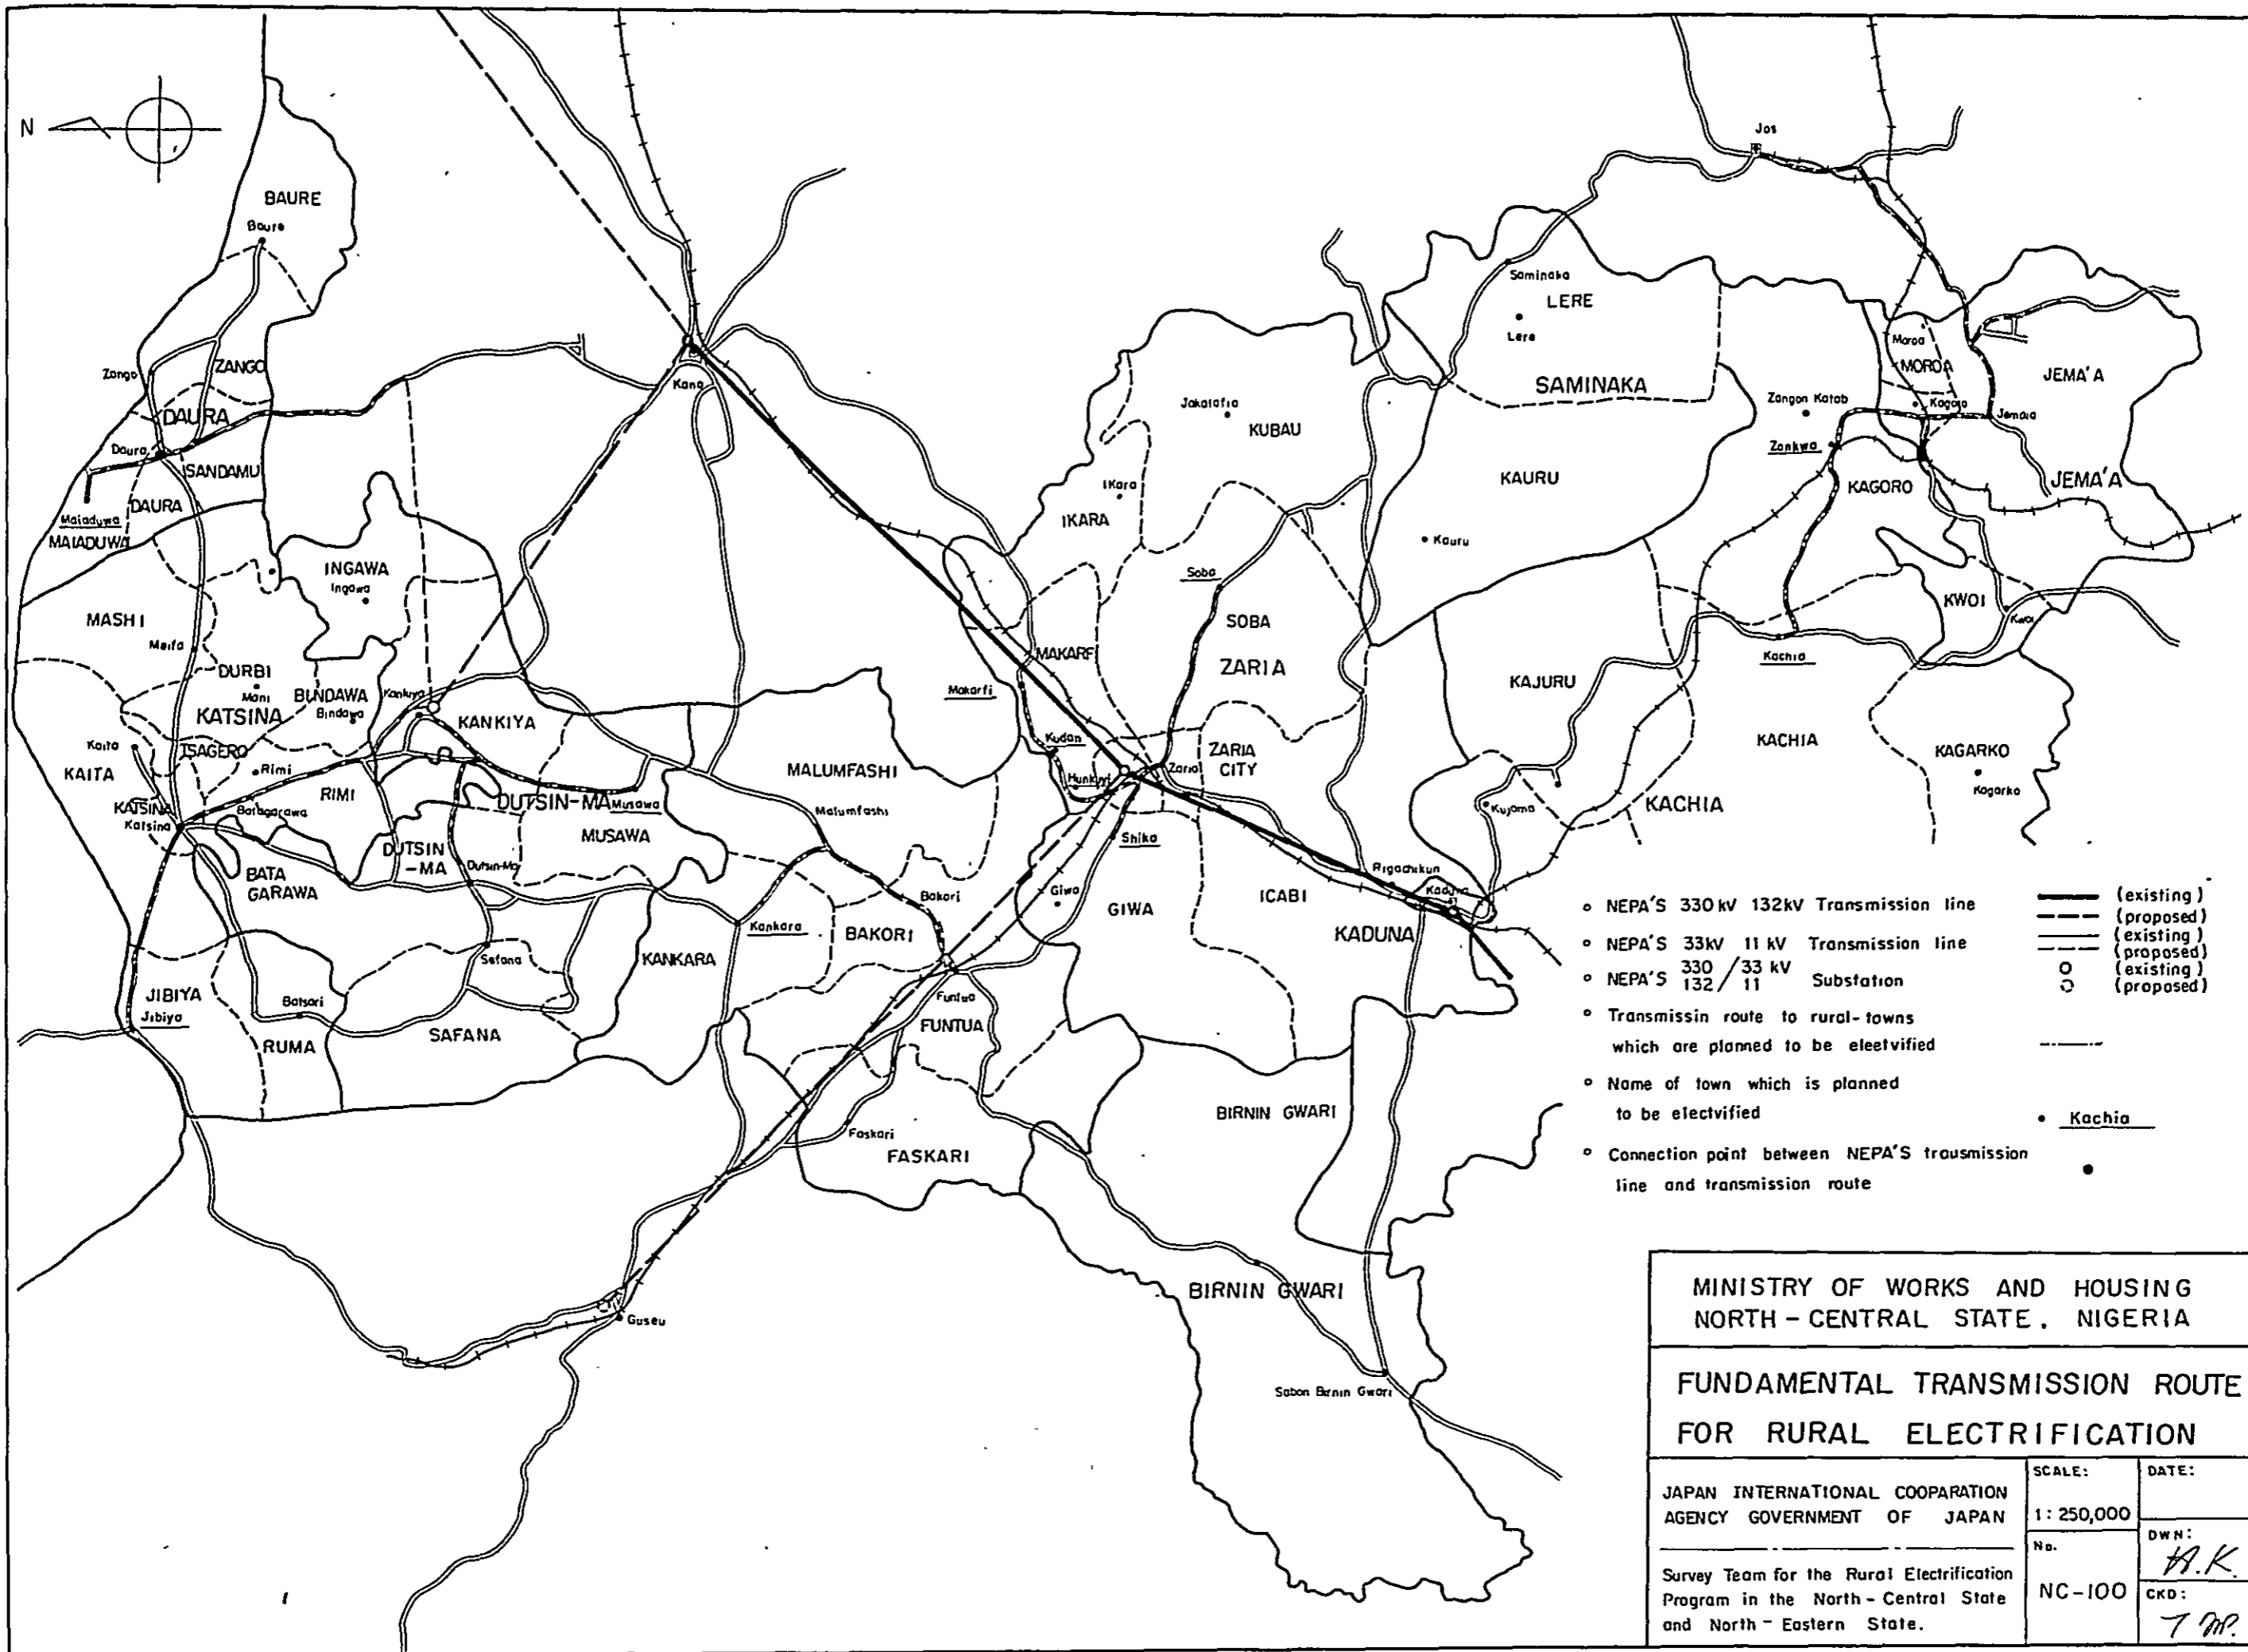 N
Jos
BAURE
Baure
Saminaka
LERE
Lere
Zango
ZANGO
Kano
Maroa
MOROA
JEMA'A
SAMINAKA
DAURA
Jakatafia
KUBAU
Zangon Katab
Kagoro
Jemaa
Daura
SANDAMU
Zankwa
IKara
IKARA
KAURU
KAGORO
JEMA'A
DAURA
Maiaduwa
MAIADUWA
INGAWA
Ingawa
Kauru
Soba
MASHI
SOBA
KWOI
Kwoi
Maifa
DURBI
Mani
MAKARF
ZARIA
Kachia
KATSINA
BINDAWA
Bindawa
Kankiya
KANKIYA
Makarfi
KAJURU
Kaita
KAITA
TSAGERO
Rimi
RIMI
MALUMFASHI
Kudan
Hunkuyi
Zaria
ZARIA
CITY
KACHIA
KAGARKO
Kagarko
KATSINA
Katsina
Batagarawa
DUTSIN-MA
Musawa
MUSAWA
Malumfashi
Kujama
KACHIA
DUTSIN
-MA
Dutsin-Ma
Shika
BATA
GARAWA
Rigachikun
Kaduna
Bakori
Giwa
GIWA
ICABI
Kankara
BAKORI
KADUNA
KANKARA
Safana
JIBIYA
Jibiya
Batsari
Funtua
FUNTUA
RUMA
SAFANA
BIRNIN GWARI
Faskari
FASKARI
BIRNIN GWARI
Guseu
Sabon Birnin Gwari
NEPA'S 330 kV 132kV Transmission line
(existing)
(proposed)
NEPA'S 33kV 11 kV Transmission line
(existing)
(proposed)
NEPA'S 330/33 kV 132/11 Substation
(existing)
(proposed)
Transmissin route to rural-towns
which are planned to be eleetvified
Name of town which is planned
to be electvified
Kachia
Connection point between NEPA'S trausmission
line and transmission route
MINISTRY OF WORKS AND HOUSING
NORTH-CENTRAL STATE. NIGERIA
FUNDAMENTAL TRANSMISSION ROUTE
FOR RURAL ELECTRIFICATION
JAPAN INTERNATIONAL COOPARATION
AGENCY GOVERNMENT OF JAPAN
Survey Team for the Rural Electrification
Program in the North-Central State
and North-Eastern State.
SCALE:
1:250,000
DATE:
No.
NC-100
DWN:
H.K.
CKD: